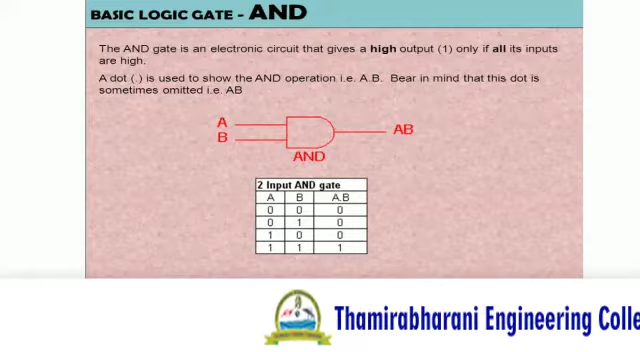 BASIC LOGIC GATE - AND
The AND gate is an electronic circuit that gives a high output (1) only if all its inputs
are high.
A dot (.) is used to show the AND operation i.e. A.B. Bear in mind that this dot is
sometimes omitted i.e. AB
A
B
AB
AND
2 Input AND gate
A B A.B
0 0 0
0 1 0
1 0 0
1 1 1
Thamirabharani Engineering Colle